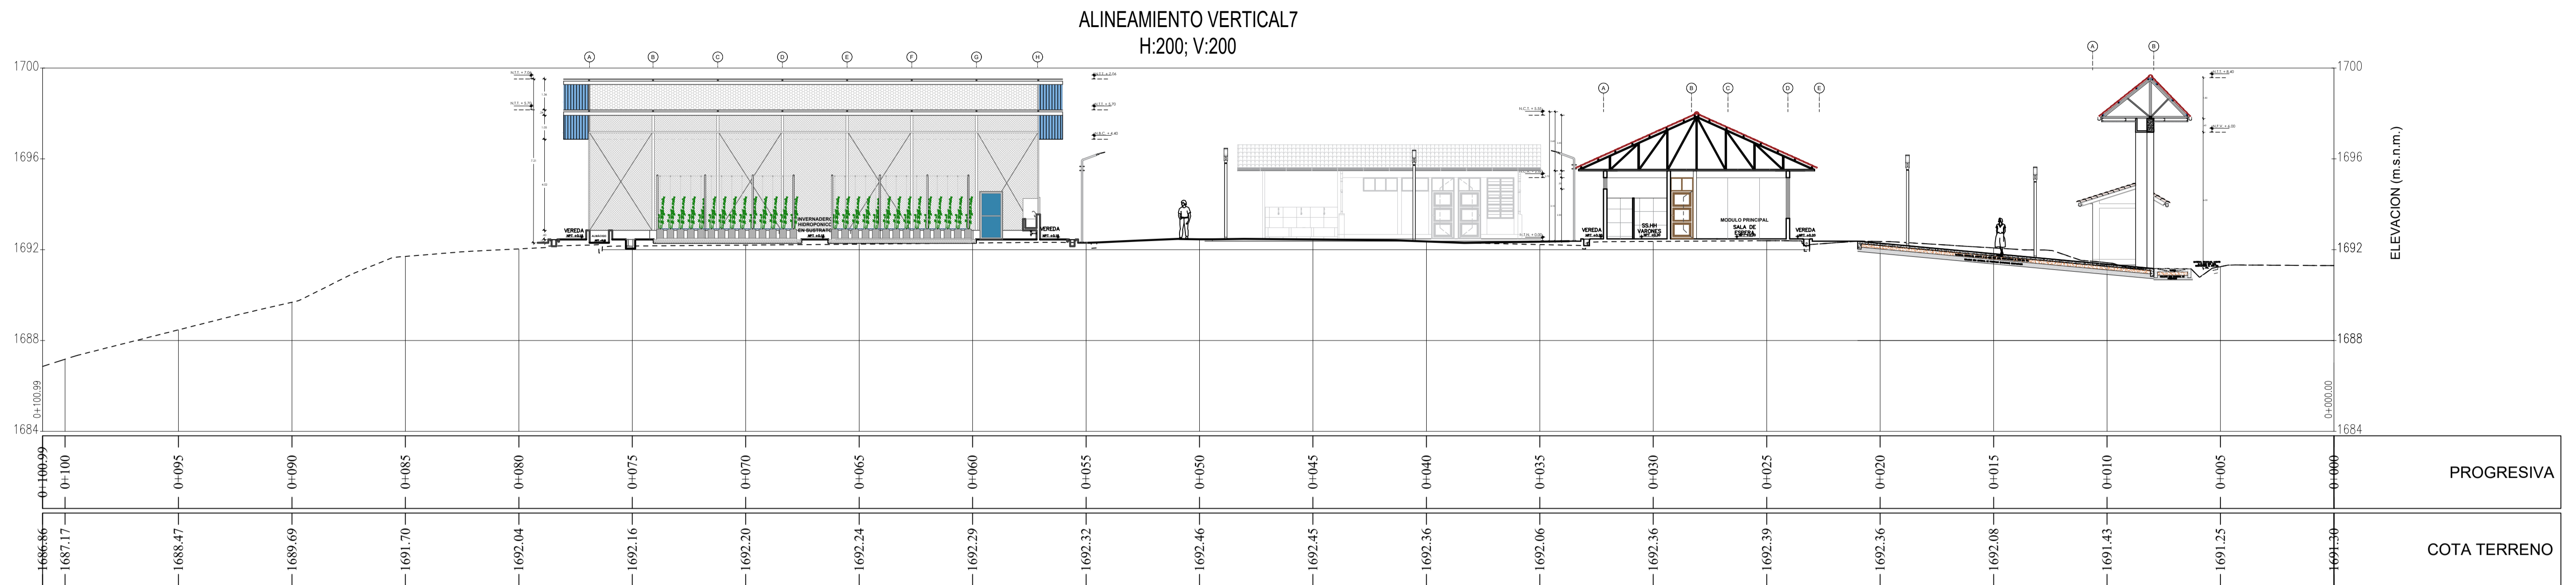 ALINEAMIENTO VERTICAL7
H:200; V:200
A B C D E F G H
A B
A B C D E
1700 1700
1696 1696
1692 1692
1688 1688
1684 1684
ELEVACION (m.s.n.m.)
INVERNADERO
HIDROPONICO
EN SUSTRATO
VEREDA
VEREDA
VEREDA
SS.HH
VARONES
MODULO PRINCIPAL
SALA DE
ESPERA
VEREDA
0+100.99
0+000.00
0+100.99 0+100 0+095 0+090 0+085 0+080 0+075 0+070 0+065 0+060 0+055 0+050 0+045 0+040 0+035 0+030 0+025 0+020 0+015 0+010 0+005 0+000
PROGRESIVA
1686.86 1687.17 1688.47 1689.69 1691.70 1692.04 1692.16 1692.20 1692.24 1692.29 1692.32 1692.46 1692.45 1692.36 1692.06 1692.36 1692.39 1692.36 1692.08 1691.43 1691.25 1691.30
COTA TERRENO